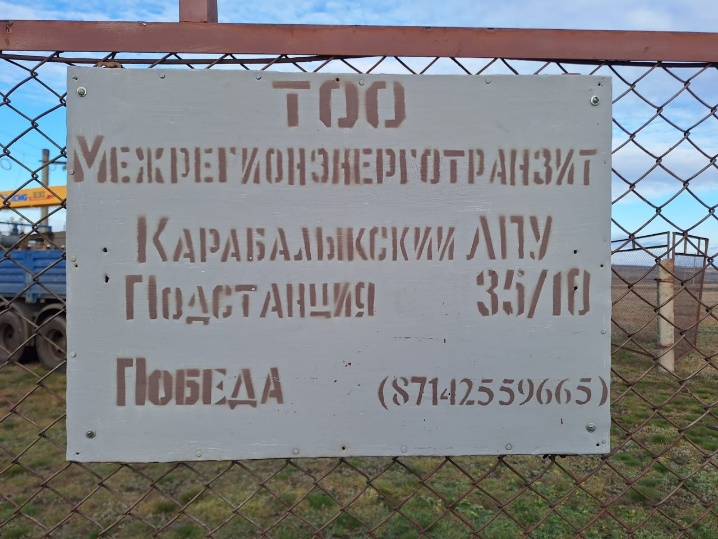 ТОО
МЕЖРЕГИОНЭНЕРГОТРАНЗИТ
КАРАБАЛЫКСКИЙ ЛПУ
ПОДСТАНЦИЯ 35/10
ПОБЕДА (87142559665)